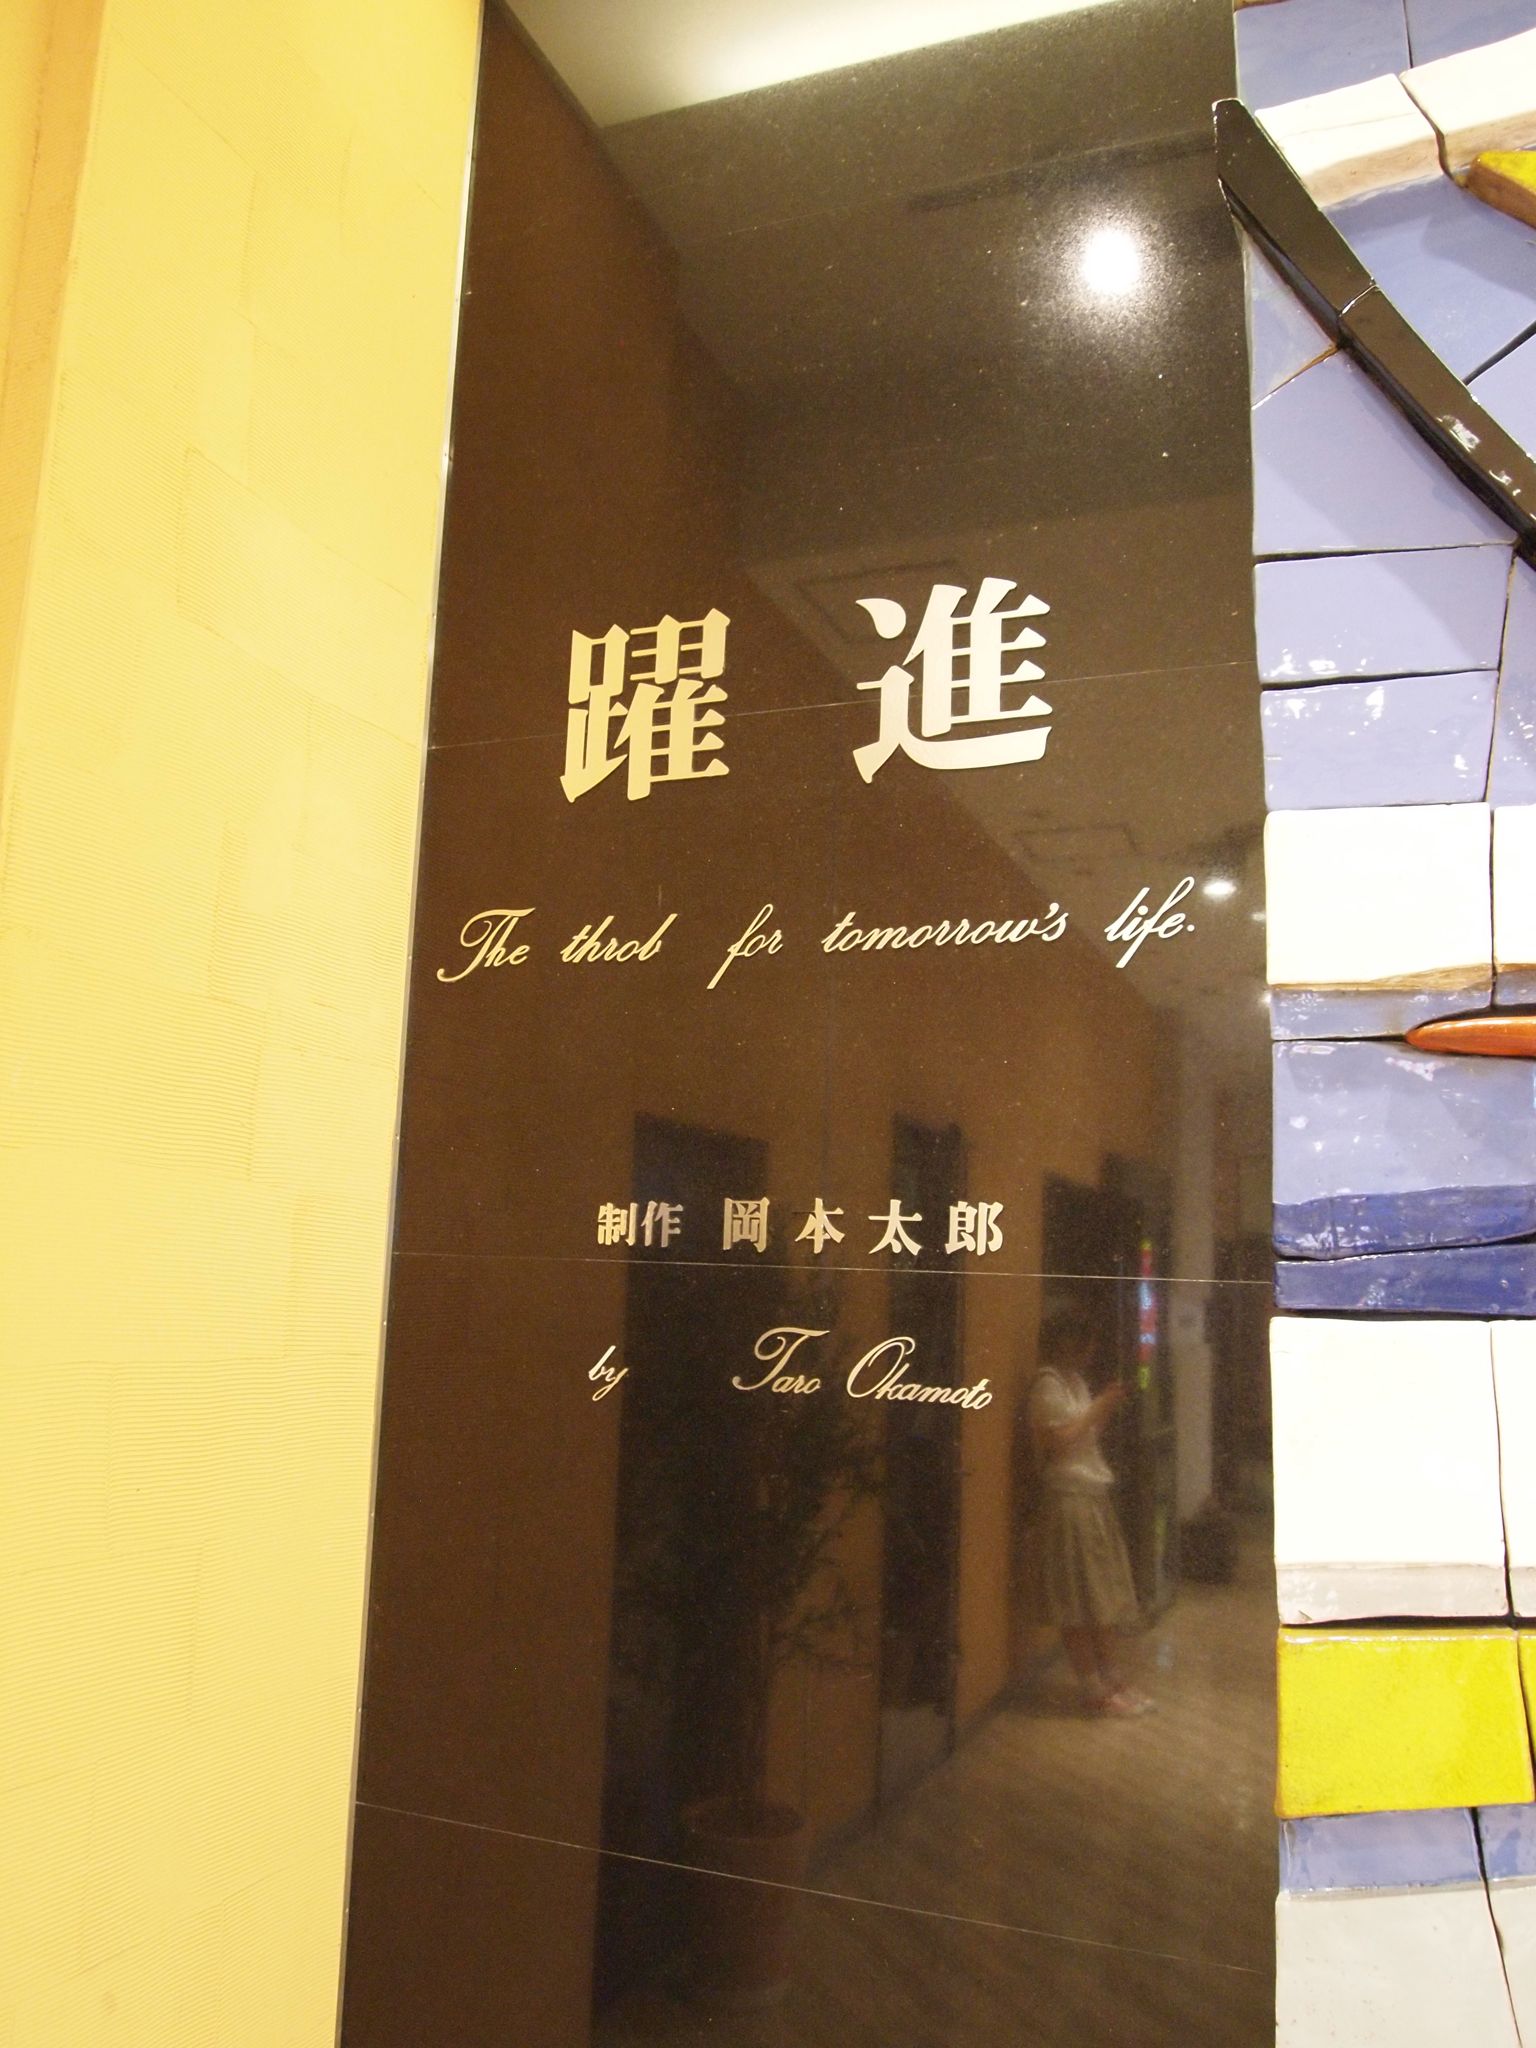 躍進
The throb for tomorrow's life.
制作 岡本太郎
by Taro Okamoto